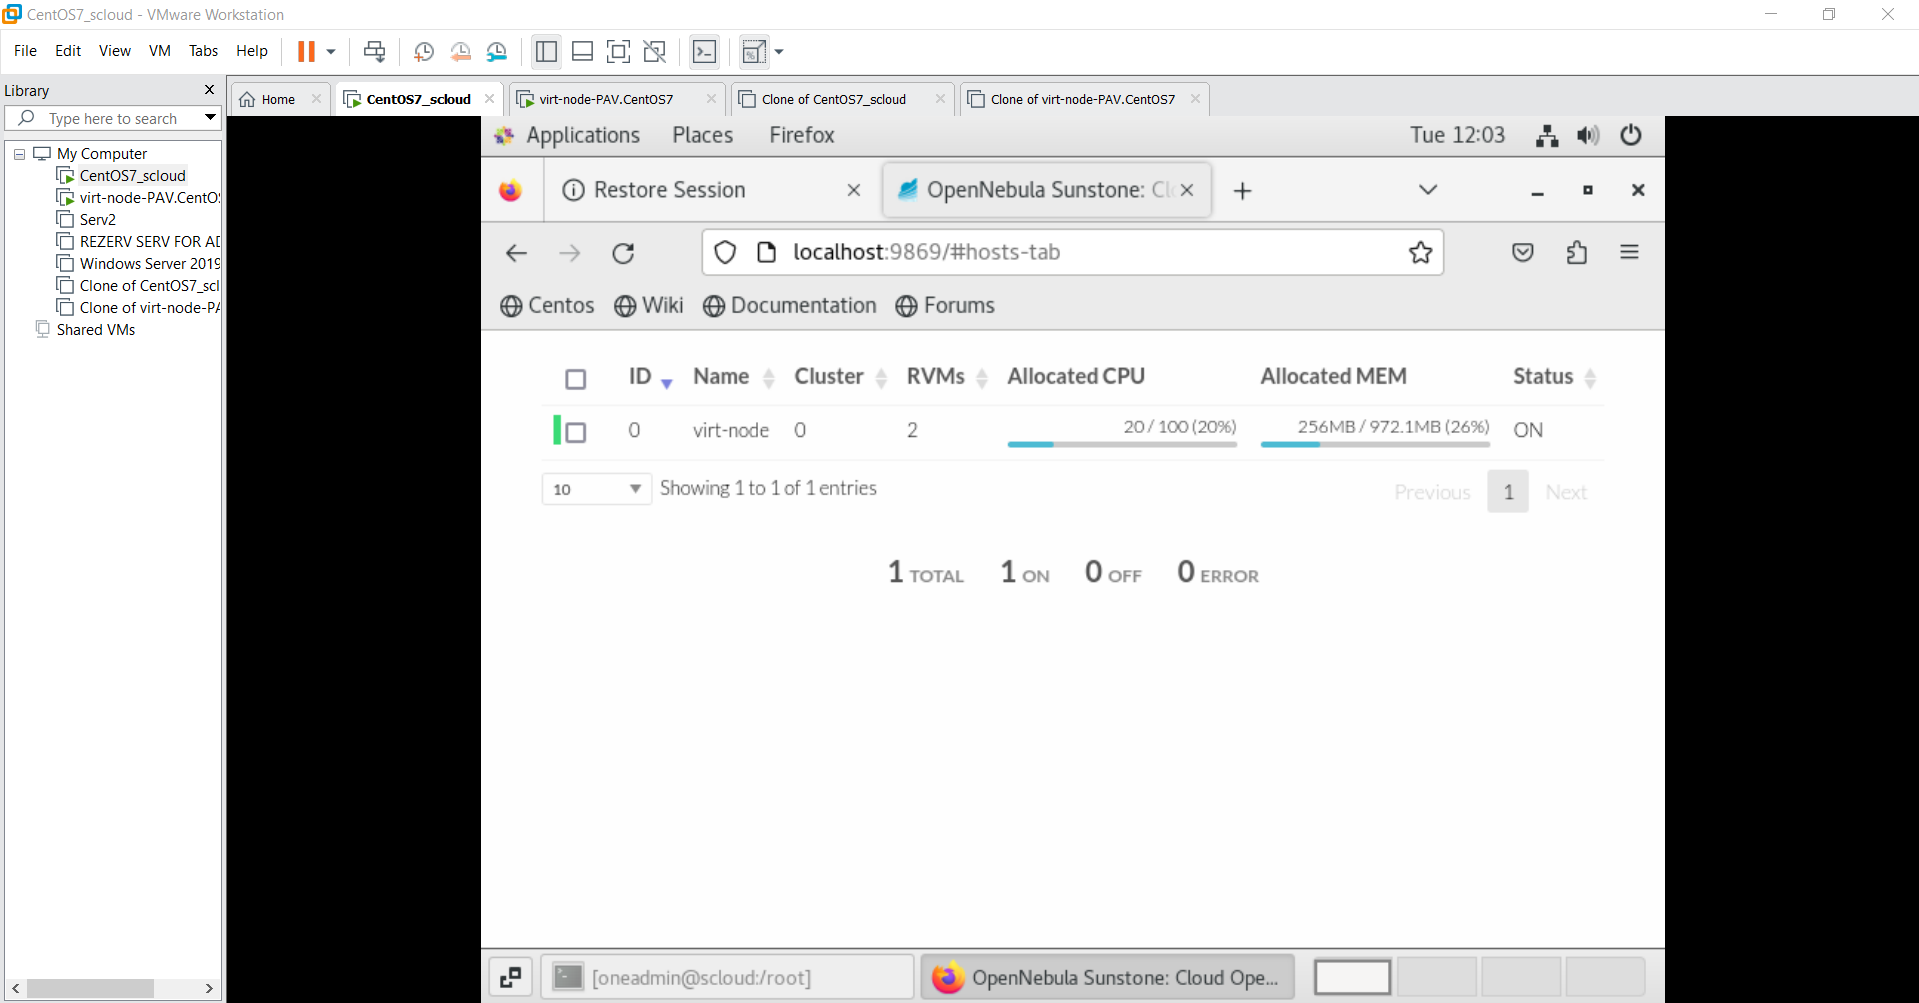 CentOS7_scloud - VMware Workstation
File Edit View VM Tabs Help
Library
Type here to search
My Computer
CentOS7_scloud
virt-node-PAV.CentO
Serv2
REZERV SERV FOR AD
Windows Server 2019
Clone of CentOS7_scl
Clone of virt-node-PA
Shared VMs
Home CentOS7_scloud virt-node-PAV.CentOS7 Clone of CentOS7_scloud Clone of virt-node-PAV.CentOS7
Applications Places Firefox Tue 12:03
Restore Session OpenNebula Sunstone: Cl
localhost:9869/#hosts-tab
Centos Wiki Documentation Forums
ID Name Cluster RVMs Allocated CPU Allocated MEM Status
0 virt-node 0 2 20 / 100 (20%) 256MB / 972.1MB (26%) ON
10 Showing 1 to 1 of 1 entries Previous 1 Next
1 TOTAL 1 ON 0 OFF 0 ERROR
[oneadmin@scloud:/root] OpenNebula Sunstone: Cloud Ope...